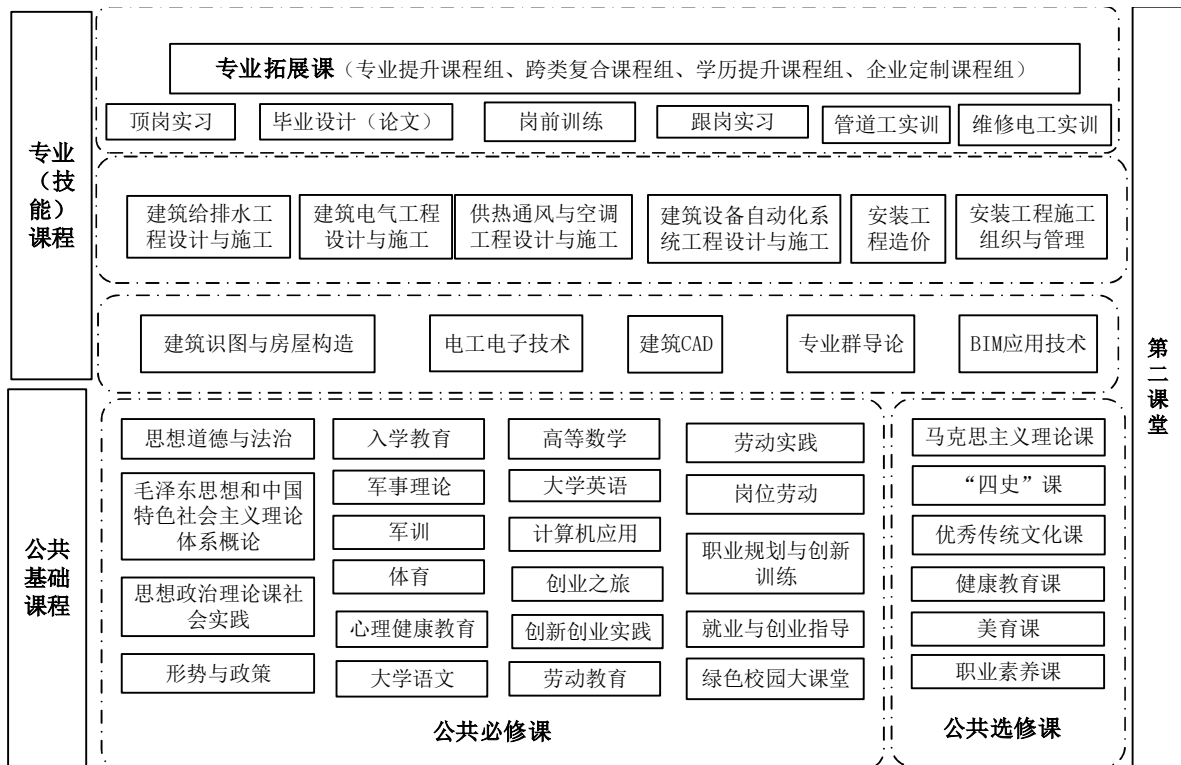 专业
（技
能）
课程
专业拓展课（专业提升课程组、跨类复合课程组、学历提升课程组、企业定制课程组）
顶岗实习
毕业设计（论文）
岗前训练
跟岗实习
管道工实训
维修电工实训
建筑给排水工
程设计与施工
建筑电气工程
设计与施工
供热通风与空调
工程设计与施工
建筑设备自动化系
统工程设计与施工
安装工
程造价
安装工程施工
组织与管理
建筑识图与房屋构造
电工电子技术
建筑CAD
专业群导论
BIM应用技术
公共
基础
课程
思想道德与法治
毛泽东思想和中国
特色社会主义理论
体系概论
思想政治理论课社
会实践
形势与政策
入学教育
军事理论
军训
体育
心理健康教育
大学语文
高等数学
大学英语
计算机应用
创业之旅
创新创业实践
劳动教育
劳动实践
岗位劳动
职业规划与创新
训练
就业与创业指导
绿色校园大课堂
公共必修课
马克思主义理论课
“四史”课
优秀传统文化课
健康教育课
美育课
职业素养课
公共选修课
第
二
课
堂